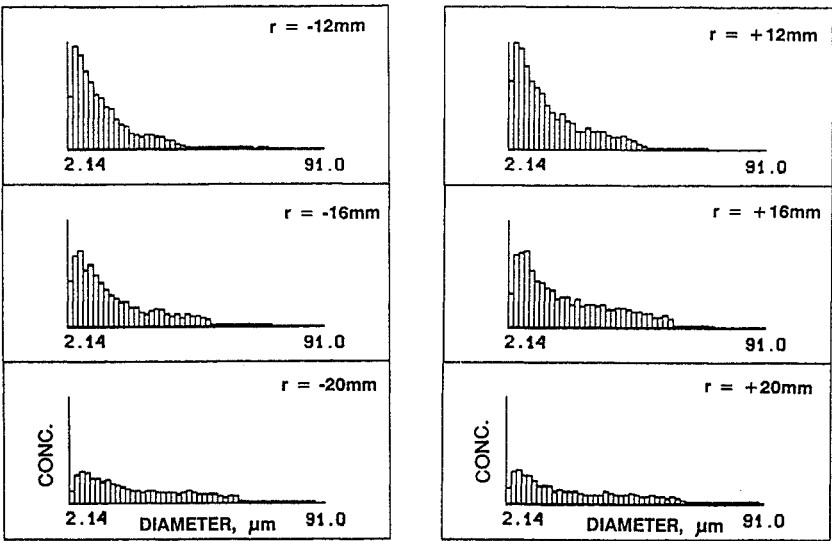 r = -12mm
2.14 91.0
r = -16mm
2.14 91.0
r = -20mm
CONC.
2.14 DIAMETER, µm 91.0
r = +12mm
2.14 91.0
r = +16mm
2.14 91.0
r = +20mm
CONC.
2.14 DIAMETER, µm 91.0